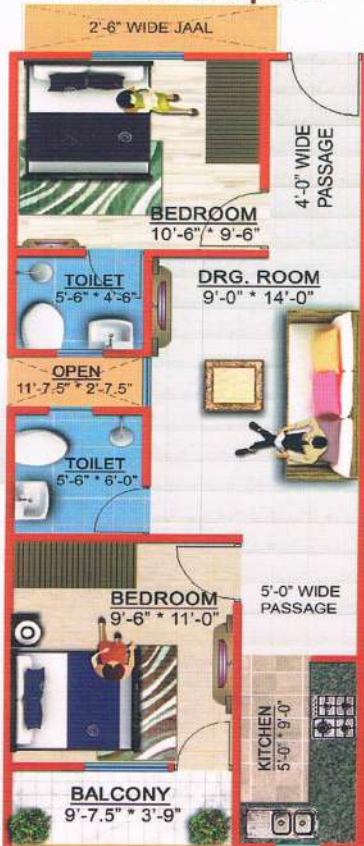 2'-6" WIDE JAAL
4'-0" WIDE
PASSAGE
BEDROOM
10'-6" * 9'-6"
TOILET
5'-6" * 4'-6"
DRG. ROOM
9'-0" * 14'-0"
OPEN
11'-7.5" * 2'-7.5"
TOILET
5'-6" * 6'-0"
BEDROOM
9'-6" * 11'-0"
5'-0" WIDE
PASSAGE
KITCHEN
5'-0" * 9'-0"
BALCONY
9'-7.5" * 3'-9"